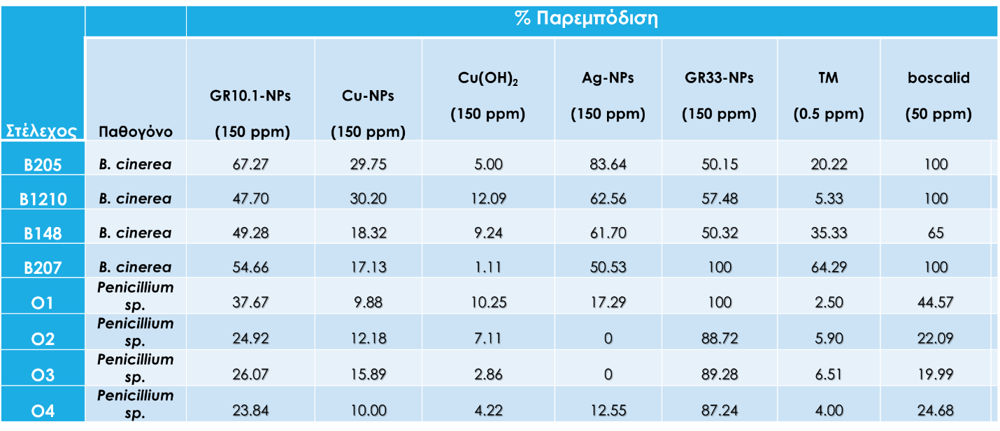 % Παρεμπόδιση
Στέλεχος Παθογόνο GR10.1-NPs (150 ppm) Cu-NPs (150 ppm) Cu(OH)₂ (150 ppm) Ag-NPs (150 ppm) GR33-NPs (150 ppm) TM (0.5 ppm) boscalid (50 ppm)
B205 B. cinerea 67.27 29.75 5.00 83.64 50.15 20.22 100
B1210 B. cinerea 47.70 30.20 12.09 62.56 57.48 5.33 100
B148 B. cinerea 49.28 18.32 9.24 61.70 50.32 35.33 65
B207 B. cinerea 54.66 17.13 1.11 50.53 100 64.29 100
O1 Penicillium sp. 37.67 9.88 10.25 17.29 100 2.50 44.57
O2 Penicillium sp. 24.92 12.18 7.11 0 88.72 5.90 22.09
O3 Penicillium sp. 26.07 15.89 2.86 0 89.28 6.51 19.99
O4 Penicillium sp. 23.84 10.00 4.22 12.55 87.24 4.00 24.68